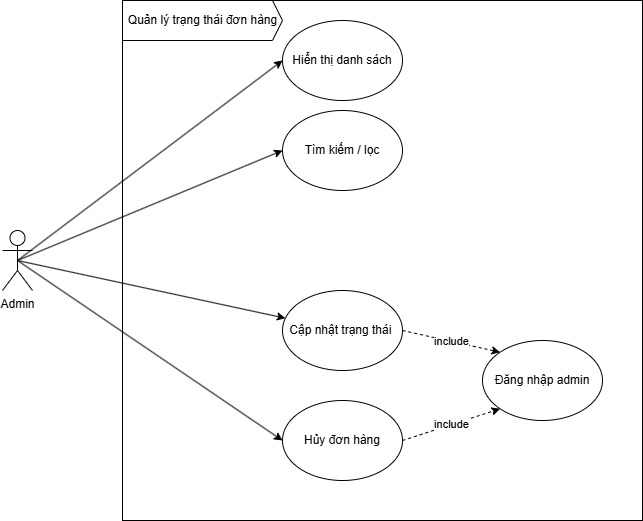 Quản lý trạng thái đơn hàng
Hiển thị danh sách
Tìm kiếm / lọc
Admin
Cập nhật trạng thái
include
Đăng nhập admin
include
Hủy đơn hàng